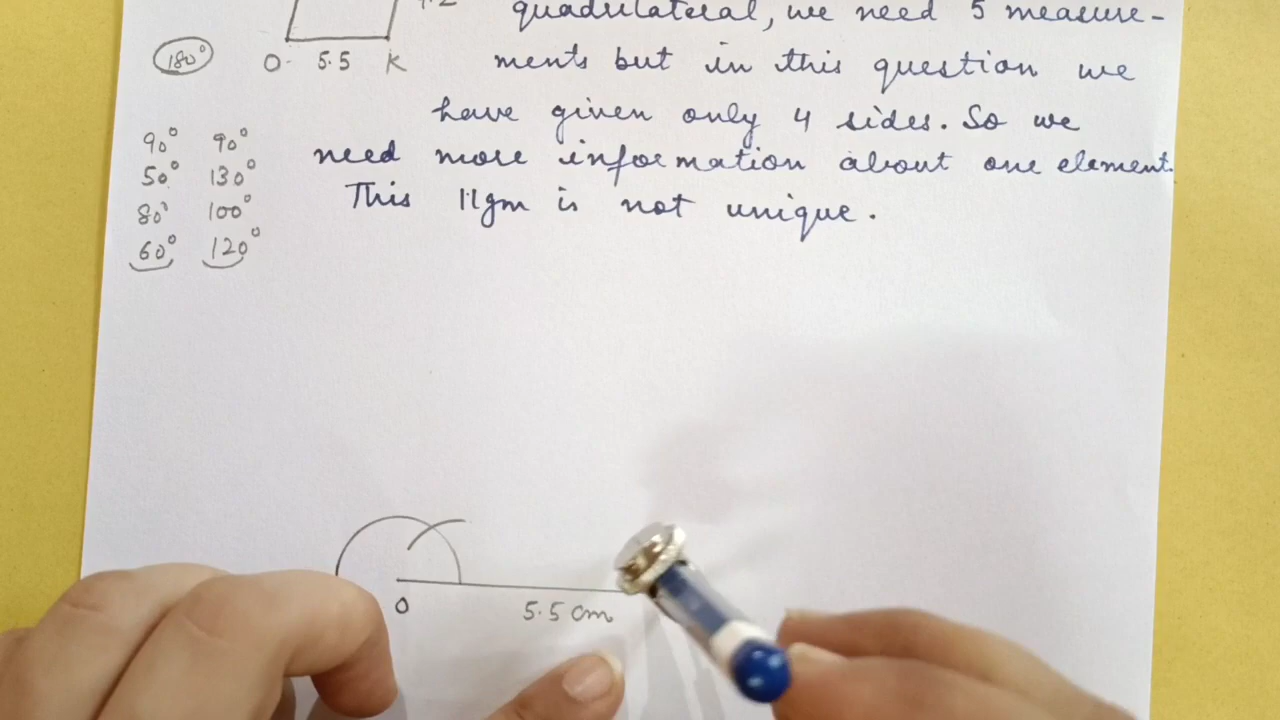 4.2
quadrilateral, we need 5 measure-
180°
O 5.5 K
ments but in this question we
have given only 4 sides. So we
90° 90°
need more information about one element.
50° 130°
This llgm is not unique.
80° 100°
60° 120°
O
5.5 cm